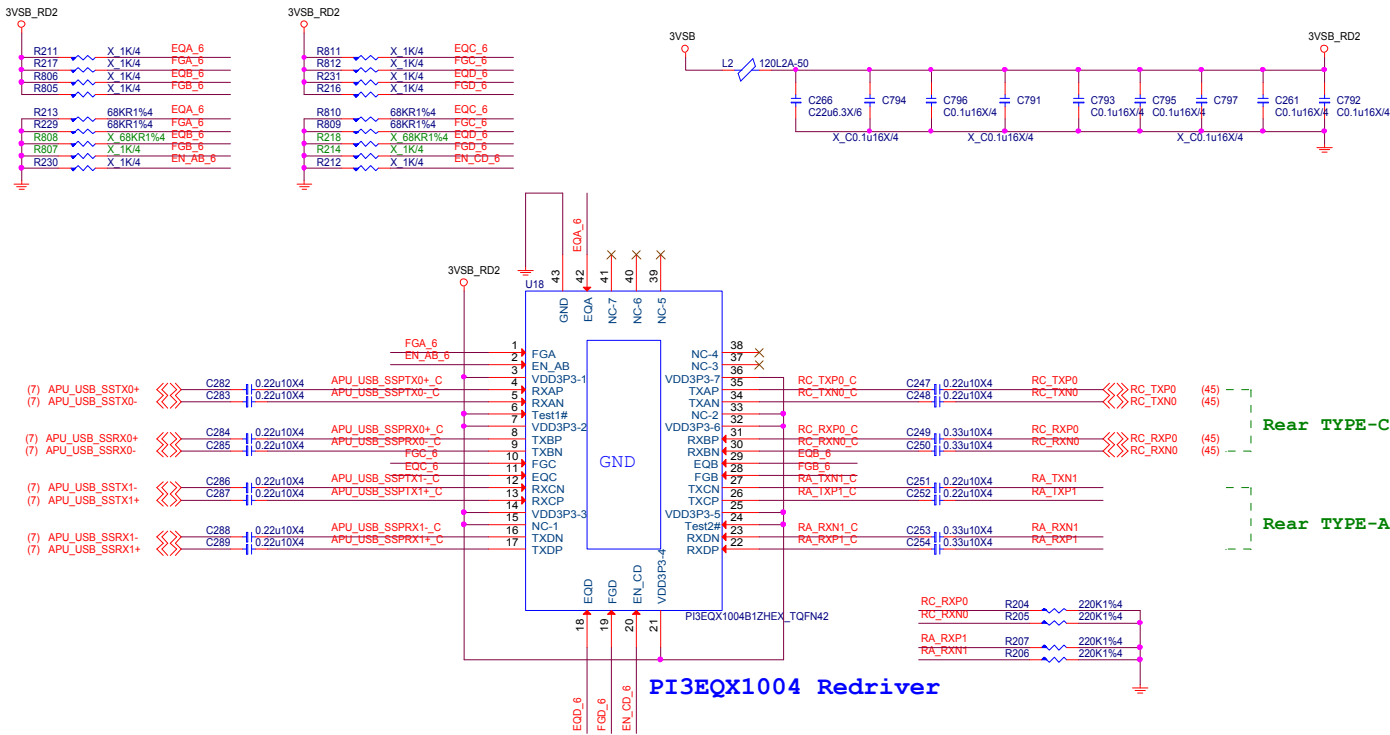 3VSB_RD2
R211 X_1K/4 EQA_6
R217 X_1K/4 FGA_6
R806 X_1K/4 EQB_6
R805 X_1K/4 FGB_6
R213 68KR1%4 EQA_6
R229 68KR1%4 FGA_6
R808 X_68KR1%4 EQB_6
R807 X_1K/4 FGB_6
R230 X_1K/4 EN_AB_6
3VSB_RD2
R811 X_1K/4 EQC_6
R812 X_1K/4 FGC_6
R231 X_1K/4 EQD_6
R216 X_1K/4 FGD_6
R810 68KR1%4 EQC_6
R809 68KR1%4 FGC_6
R218 X_68KR1%4 EQD_6
R214 X_1K/4 FGD_6
R212 X_1K/4 EN_CD_6
3VSB
3VSB_RD2
L2 120L2A-50
C266 C794 C796 C791 C793 C795 C797 C261 C792
C22u6.3X/6 C0.1u16X/4 C0.1u16X/4 C0.1u16X/4 C0.1u16X/4 C0.1u16X/4
X_C0.1u16X/4 X_C0.1u16X/4 X_C0.1u16X/4
EQA_6
3VSB_RD2
43 42 41 40 39
U18
GND EQA NC-7 NC-6 NC-5
FGA_6 1 FGA
EN_AB_6 2 EN_AB
3 VDD3P3-1
(7) APU_USB_SSTX0+ C282 0.22u10X4 APU_USB_SSPTX0+_C 4 RXAP
(7) APU_USB_SSTX0- C283 0.22u10X4 APU_USB_SSPTX0-_C 5 RXAN
6 Test1#
7 VDD3P3-2
(7) APU_USB_SSRX0+ C284 0.22u10X4 APU_USB_SSPRX0+_C 8 TXBP
(7) APU_USB_SSRX0- C285 0.22u10X4 APU_USB_SSPRX0-_C 9 TXBN
FGC_6 10 FGC
EQC_6 11 EQC
(7) APU_USB_SSTX1- C286 0.22u10X4 APU_USB_SSPTX1-_C 12 RXCN
(7) APU_USB_SSTX1+ C287 0.22u10X4 APU_USB_SSPTX1+_C 13 RXCP
14 VDD3P3-3
15 NC-1
(7) APU_USB_SSRX1- C288 0.22u10X4 APU_USB_SSPRX1-_C 16 TXDN
(7) APU_USB_SSRX1+ C289 0.22u10X4 APU_USB_SSPRX1+_C 17 TXDP
GND
NC-4 38
NC-3 37
VDD3P3-7 36
TXAP 35 RC_TXP0_C C247 0.22u10X4 RC_TXP0 RC_TXP0 (45)
TXAN 34 RC_TXN0_C C248 0.22u10X4 RC_TXN0 RC_TXN0 (45)
NC-2 33
VDD3P3-6 32
RXBP 31 RC_RXP0_C C249 0.33u10X4 RC_RXP0 RC_RXP0 (45)
RXBN 30 RC_RXN0_C C250 0.33u10X4 RC_RXN0 RC_RXN0 (45)
EQB 29 EQB_6
FGB 28 FGB_6
TXCN 27 RA_TXN1_C C251 0.22u10X4 RA_TXN1
TXCP 26 RA_TXP1_C C252 0.22u10X4 RA_TXP1
VDD3P3-5 25
Test2# 24
RXDN 23 RA_RXN1_C C253 0.33u10X4 RA_RXN1
RXDP 22 RA_RXP1_C C254 0.33u10X4 RA_RXP1
Rear TYPE-C
Rear TYPE-A
EQD FGD EN_CD VDD3P3-4
18 19 20 21
PI3EQX1004B1ZHEX_TQFN42
EQD_6 FGD_6 EN_CD_6
PI3EQX1004 Redriver
RC_RXP0 R204 220K1%4
RC_RXN0 R205 220K1%4
RA_RXP1 R207 220K1%4
RA_RXN1 R206 220K1%4